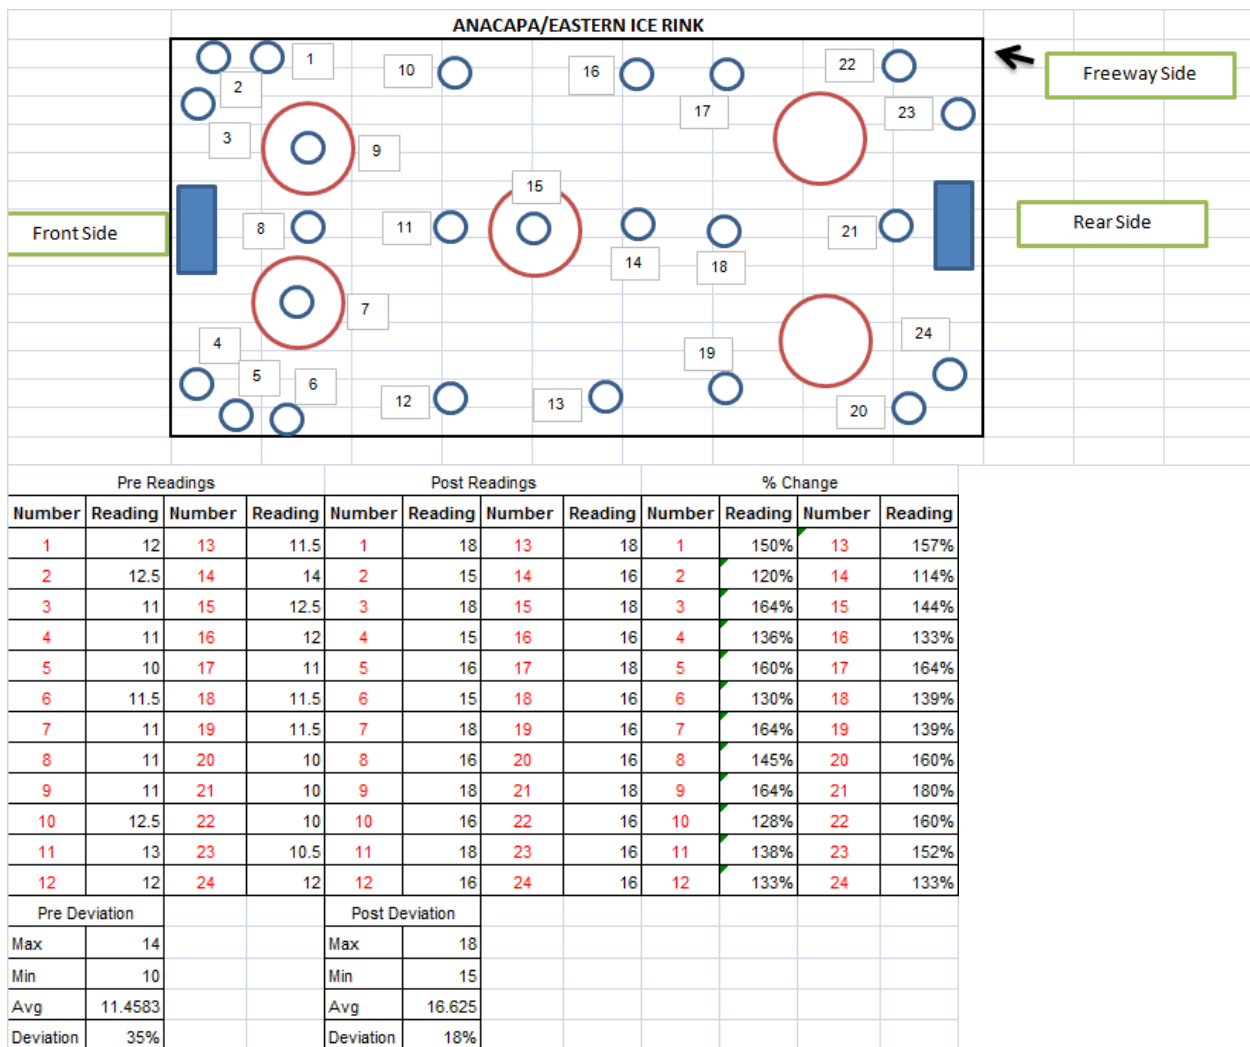 ANACAPA/EASTERN ICE RINK
1
10
16
22
Freeway Side
2
17
23
3
9
15
Front Side
8
11
21
Rear Side
14
18
7
4
24
19
5
6
12
13
20
Pre Readings Post Readings % Change
Number Reading Number Reading Number Reading Number Reading Number Reading Number Reading
1 12 13 11.5 1 18 13 18 1 150% 13 157%
2 12.5 14 14 2 15 14 16 2 120% 14 114%
3 11 15 12.5 3 18 15 18 3 164% 15 144%
4 11 16 12 4 15 16 16 4 136% 16 133%
5 10 17 11 5 16 17 18 5 160% 17 164%
6 11.5 18 11.5 6 15 18 16 6 130% 18 139%
7 11 19 11.5 7 18 19 16 7 164% 19 139%
8 11 20 10 8 16 20 16 8 145% 20 160%
9 11 21 10 9 18 21 18 9 164% 21 180%
10 12.5 22 10 10 16 22 16 10 128% 22 160%
11 13 23 10.5 11 18 23 16 11 138% 23 152%
12 12 24 12 12 16 24 16 12 133% 24 133%
Pre Deviation Post Deviation
Max 14 Max 18
Min 10 Min 15
Avg 11.4583 Avg 16.625
Deviation 35% Deviation 18%